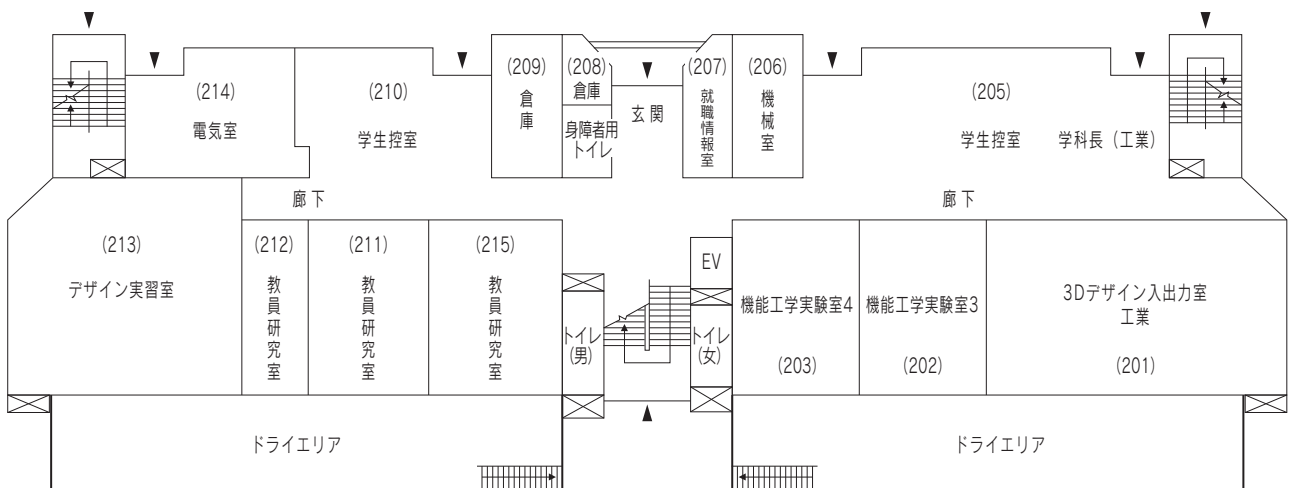 (214)
電気室
(210)
学生控室
(209)
倉庫
(208)
倉庫
身障者用
トイレ
玄関
(207)
就職情報室
(206)
機械室
(205)
学生控室
学科長（工業）
廊下
廊下
(213)
デザイン実習室
(212)
教員研究室
(211)
教員研究室
(215)
教員研究室
トイレ
(男)
EV
トイレ
(女)
機能工学実験室4
(203)
機能工学実験室3
(202)
3Dデザイン入出力室
工業
(201)
ドライエリア
ドライエリア